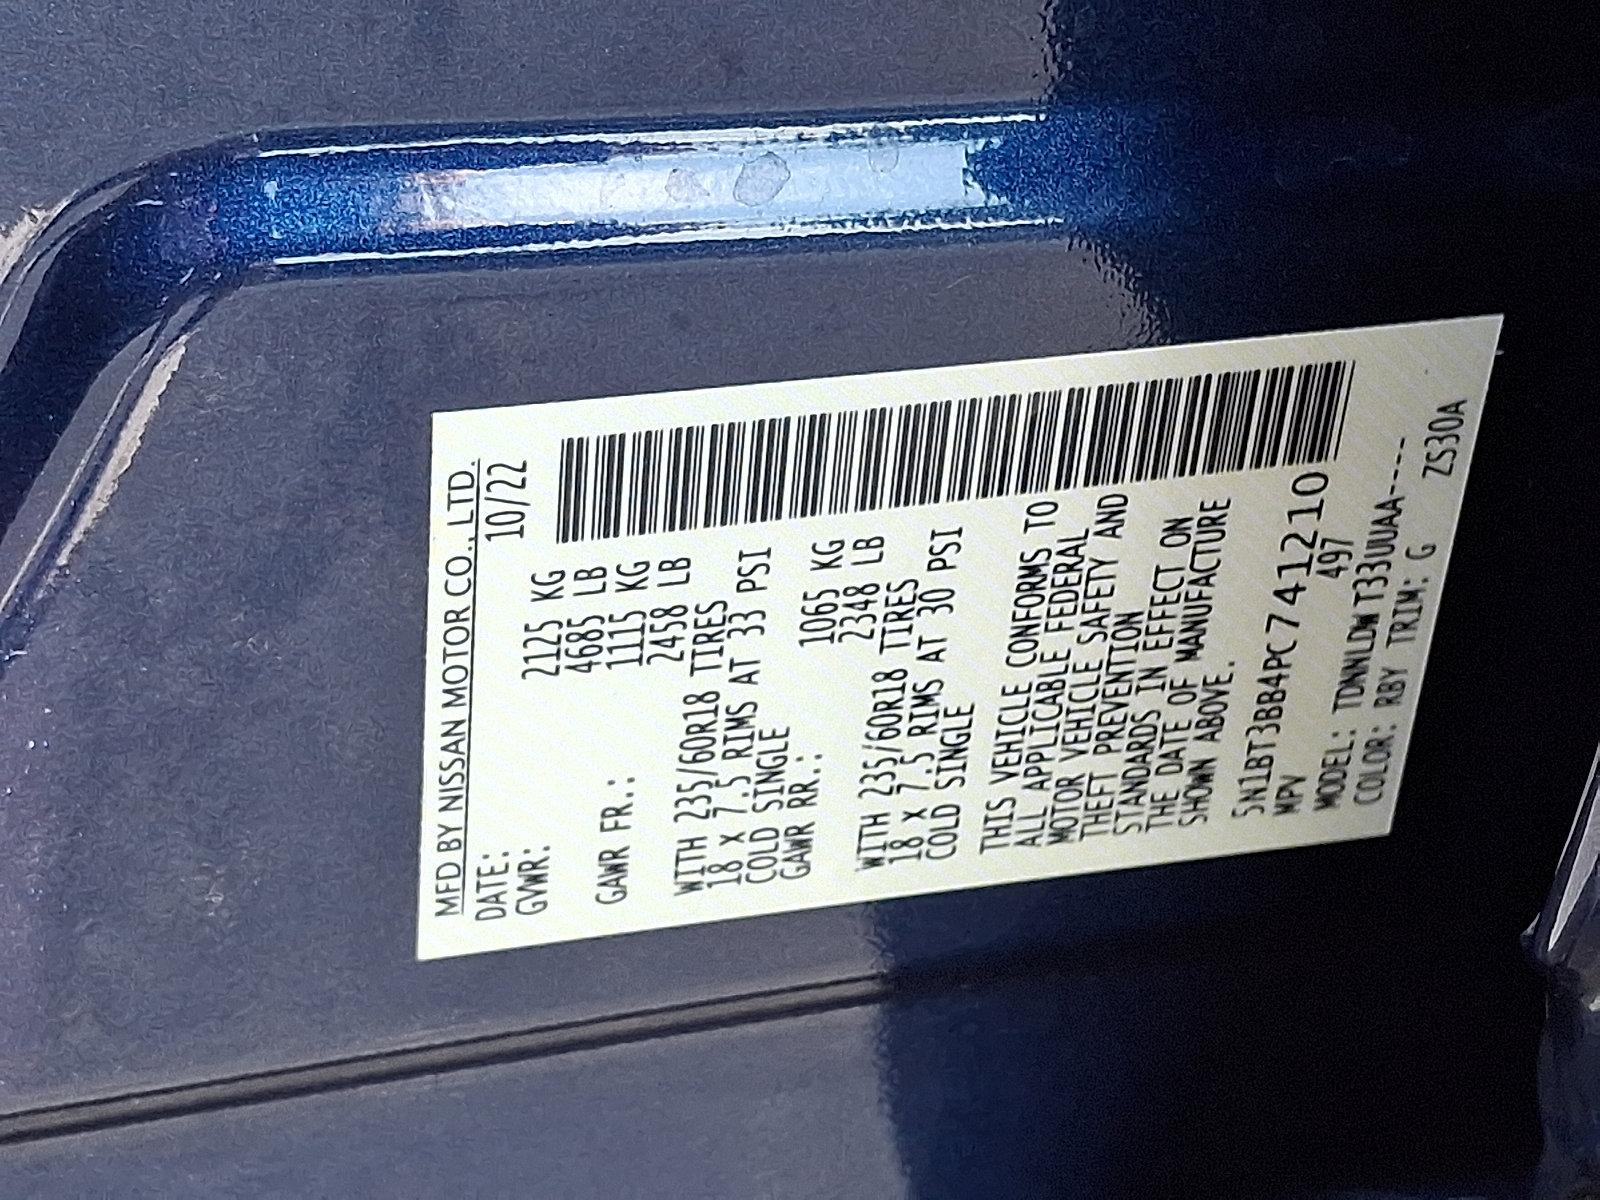 MFD BY NISSAN MOTOR CO., LTD.
DATE: 10/22
GVWR: 2125 KG
4685 LB
GAWR FR.: 1115 KG
2458 LB
WITH 235/60R18 TIRES
18 X 7.5 RIMS AT 33 PSI
COLD SINGLE
GAWR RR.: 1065 KG
2348 LB
WITH 235/60R18 TIRES
18 X 7.5 RIMS AT 30 PSI
COLD SINGLE
THIS VEHICLE CONFORMS TO
ALL APPLICABLE FEDERAL
MOTOR VEHICLE SAFETY AND
THEFT PREVENTION
STANDARDS IN EFFECT ON
THE DATE OF MANUFACTURE
SHOWN ABOVE.
5N1BT3BB4PC741210
MPV 497
MODEL: TDNNLDWT33UUAA-----
COLOR: RBY TRIM: G ZS30A